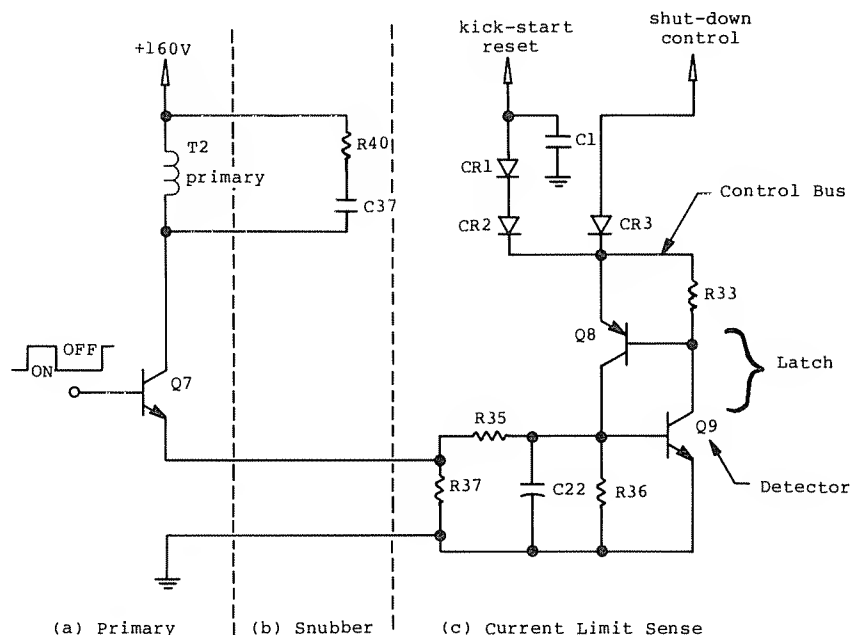 kick-start
reset
shut-down
control
+160V
T2
primary
R40
C37
C1
CR1
CR2
CR3
Control Bus
R33
Q8
Latch
OFF
ON
Q7
R35
Q9
R37
C22
R36
Detector
(a) Primary
(b) Snubber
(c) Current Limit Sense